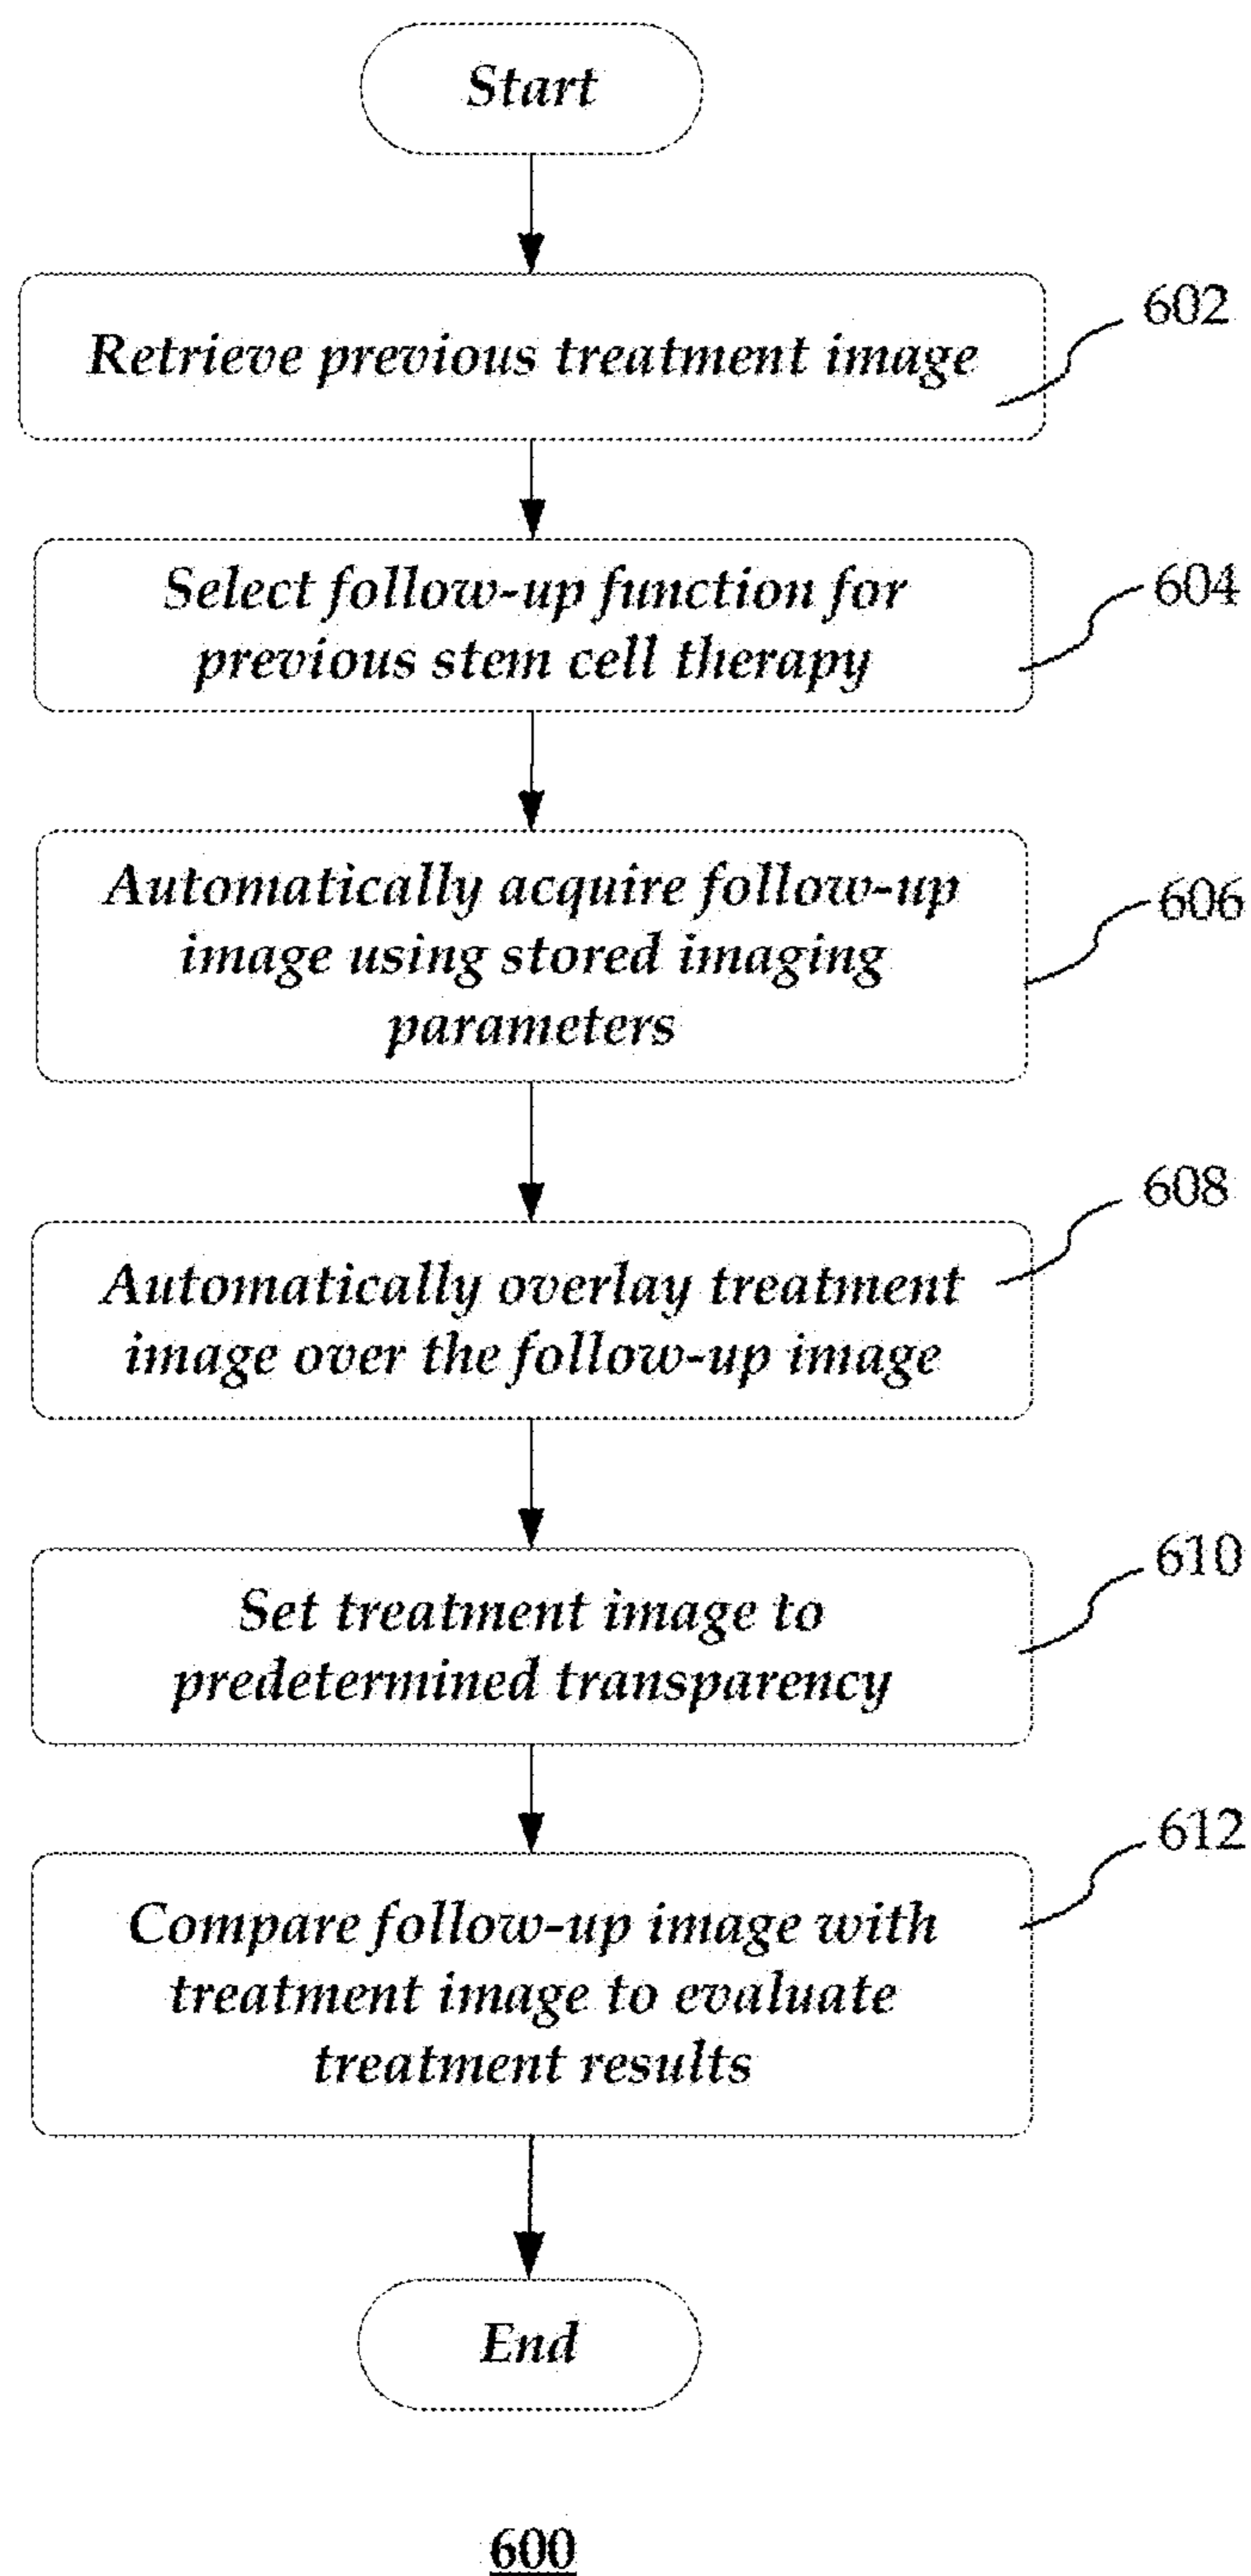 Start
Retrieve previous treatment image
602
Select follow-up function for
previous stem cell therapy
604
Automatically acquire follow-up
image using stored imaging
parameters
606
Automatically overlay treatment
image over the follow-up image
608
Set treatment image to
predetermined transparency
610
Compare follow-up image with
treatment image to evaluate
treatment results
612
End
600